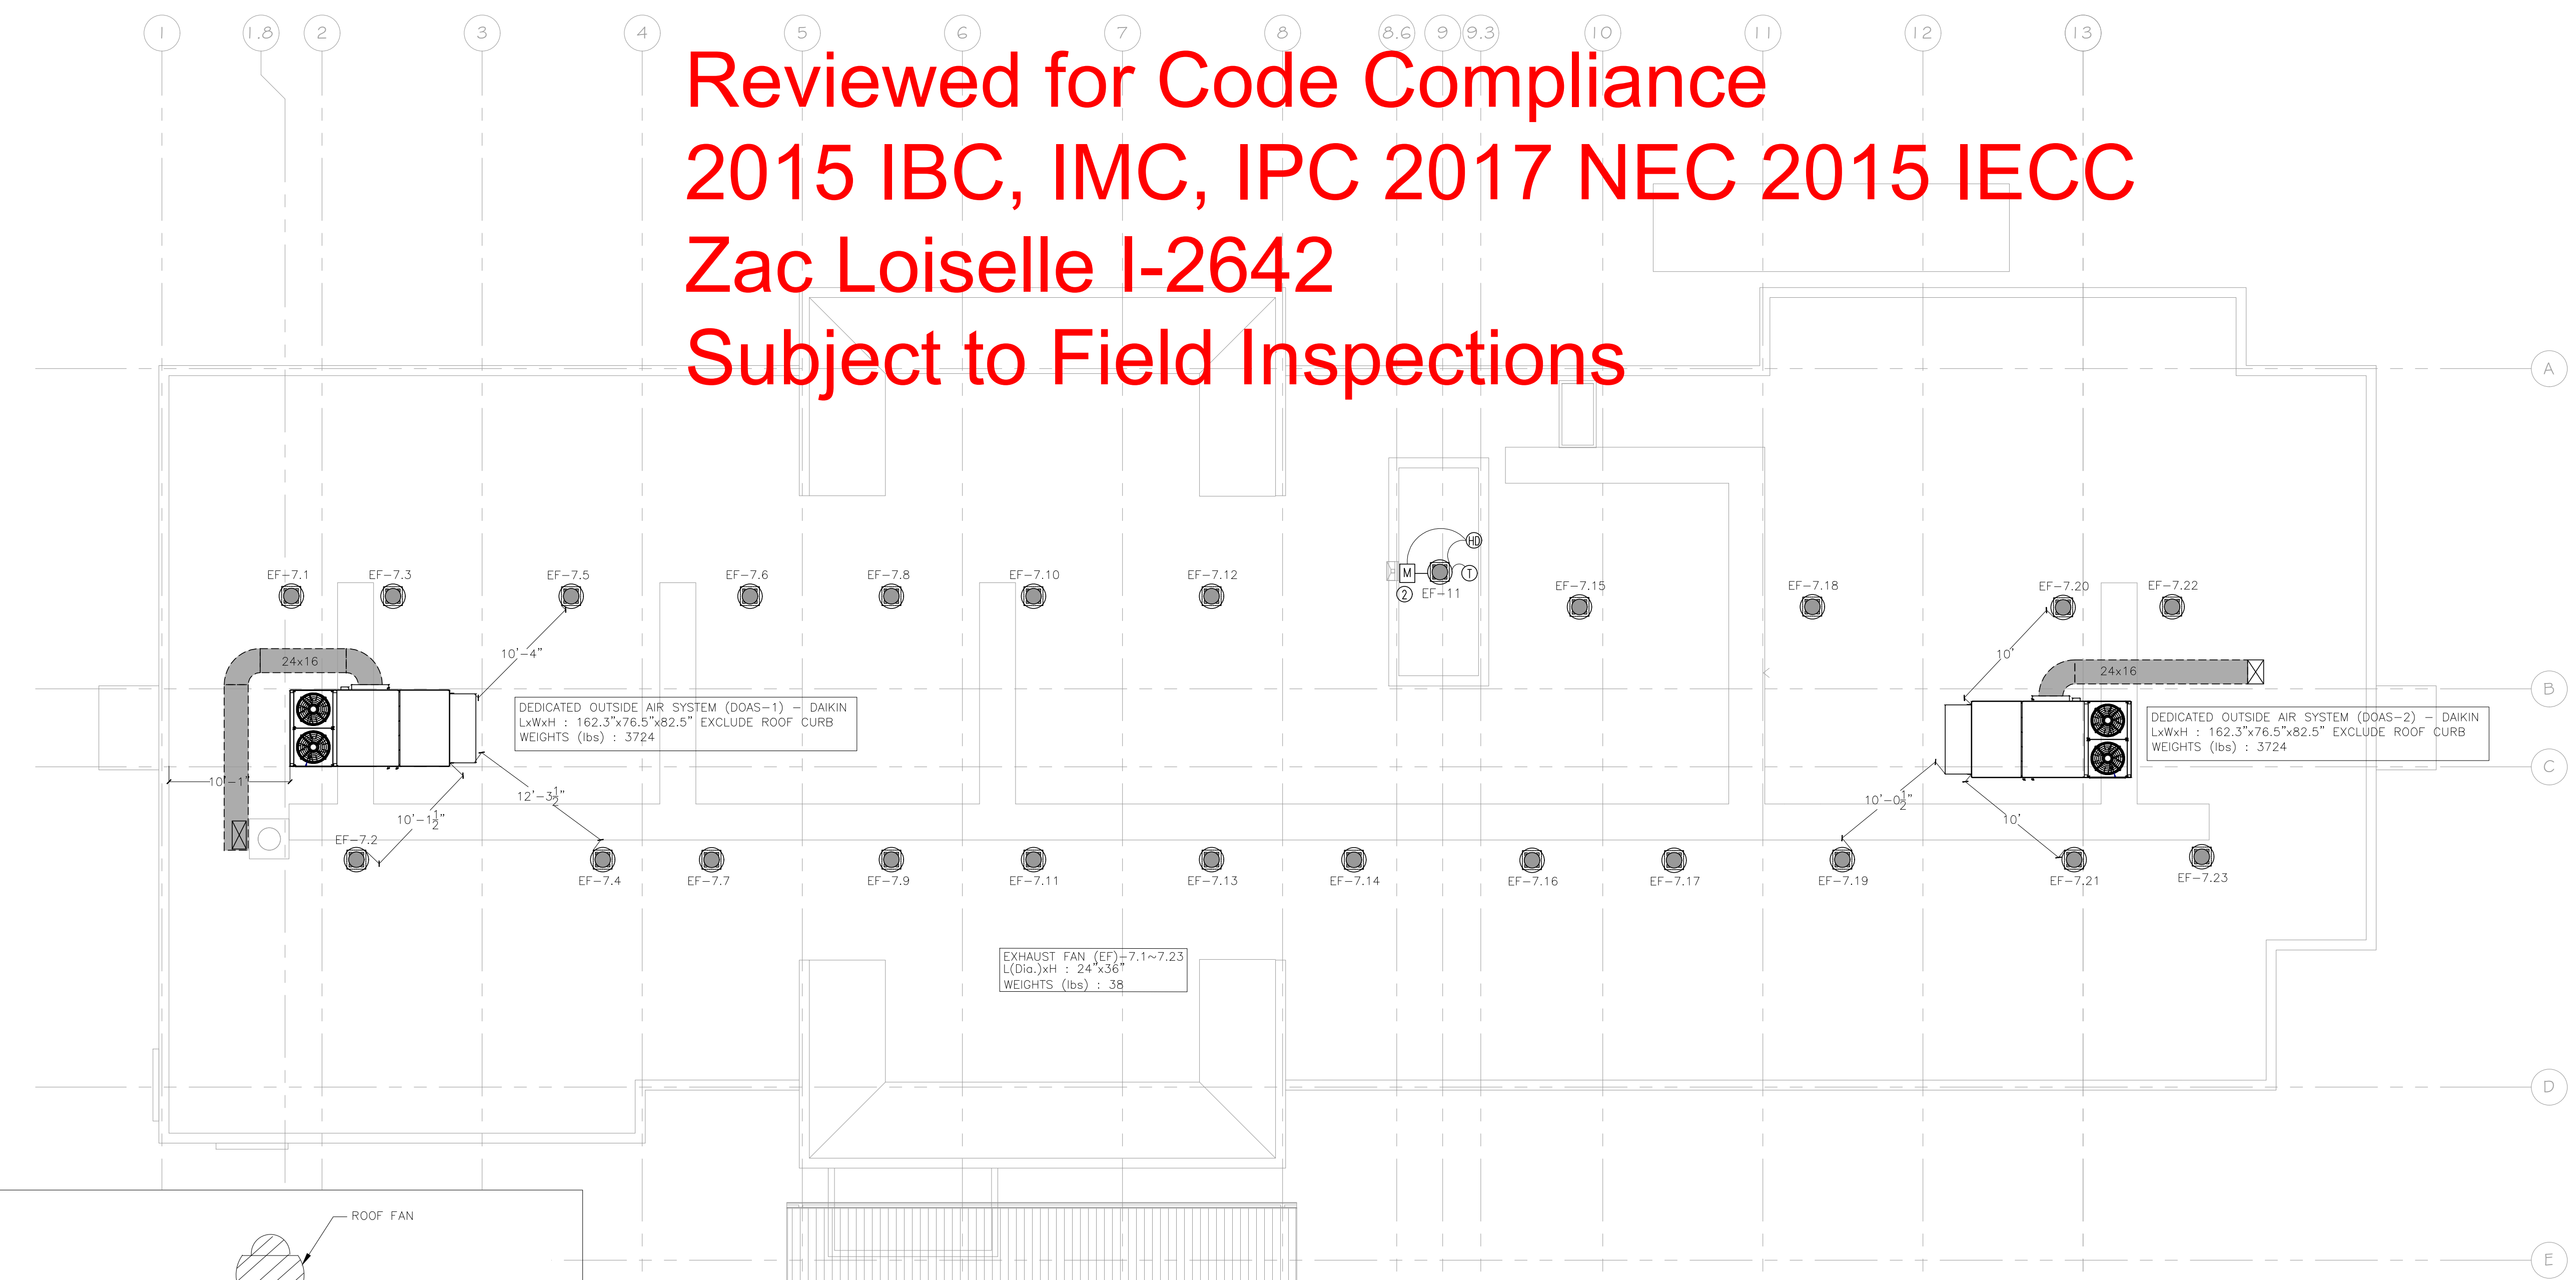 1 1.8 2 3 4 5 6 7 8 8.6 9 9.3 10 11 12 13
Reviewed for Code Compliance
2015 IBC, IMC, IPC 2017 NEC 2015 IECC
Zac Loiselle I-2642
Subject to Field Inspections
A
HD
M
T
2
EF-11
EF-7.1
EF-7.3
EF-7.5
EF-7.6
EF-7.8
EF-7.10
EF-7.12
EF-7.15
EF-7.18
EF-7.20
EF-7.22
10'-4"
10'
24x16
24x16
B
DEDICATED OUTSIDE AIR SYSTEM (DOAS-1) - DAIKIN
LxWxH : 162.3"x76.5"x82.5" EXCLUDE ROOF CURB
WEIGHTS (lbs) : 3724
DEDICATED OUTSIDE AIR SYSTEM (DOAS-2) - DAIKIN
LxWxH : 162.3"x76.5"x82.5" EXCLUDE ROOF CURB
WEIGHTS (lbs) : 3724
C
10'-1"
12'-3½"
10'-1½"
10'-0½"
10'
EF-7.2
EF-7.4
EF-7.7
EF-7.9
EF-7.11
EF-7.13
EF-7.14
EF-7.16
EF-7.17
EF-7.19
EF-7.21
EF-7.23
EXHAUST FAN (EF)-7.1~7.23
L(Dia.)xH : 24"x36"
WEIGHTS (lbs) : 38
D
ROOF FAN
E